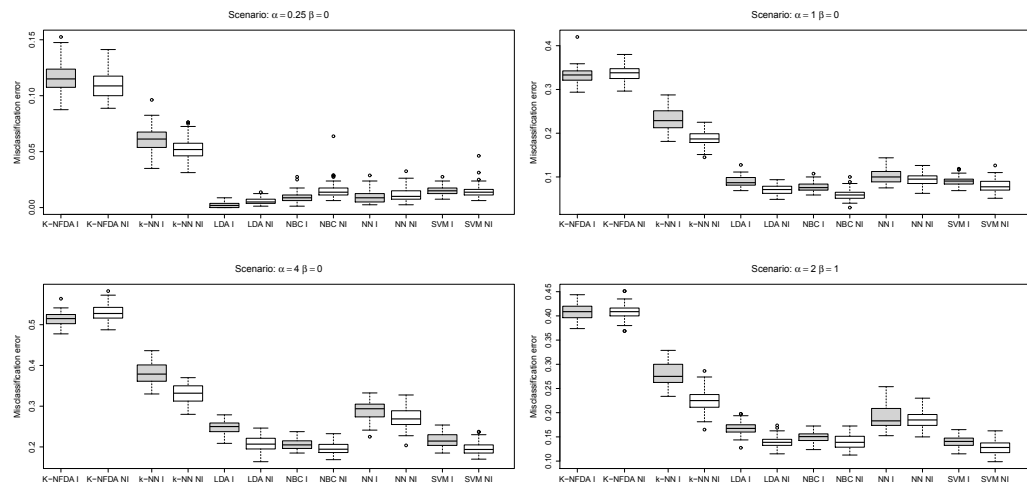 Scenario: α = 0.25 β = 0
Misclassification error
0.00 0.05 0.10 0.15
K−NFDA I K−NFDA NI k−NN I k−NN NI LDA I LDA NI NBC I NBC NI NN I NN NI SVM I SVM NI
Scenario: α = 1 β = 0
Misclassification error
0.1 0.2 0.3 0.4
K−NFDA I K−NFDA NI k−NN I k−NN NI LDA I LDA NI NBC I NBC NI NN I NN NI SVM I SVM NI
Scenario: α = 4 β = 0
Misclassification error
0.2 0.3 0.4 0.5
K−NFDA I K−NFDA NI k−NN I k−NN NI LDA I LDA NI NBC I NBC NI NN I NN NI SVM I SVM NI
Scenario: α = 2 β = 1
Misclassification error
0.10 0.15 0.20 0.25 0.30 0.35 0.40 0.45
K−NFDA I K−NFDA NI k−NN I k−NN NI LDA I LDA NI NBC I NBC NI NN I NN NI SVM I SVM NI